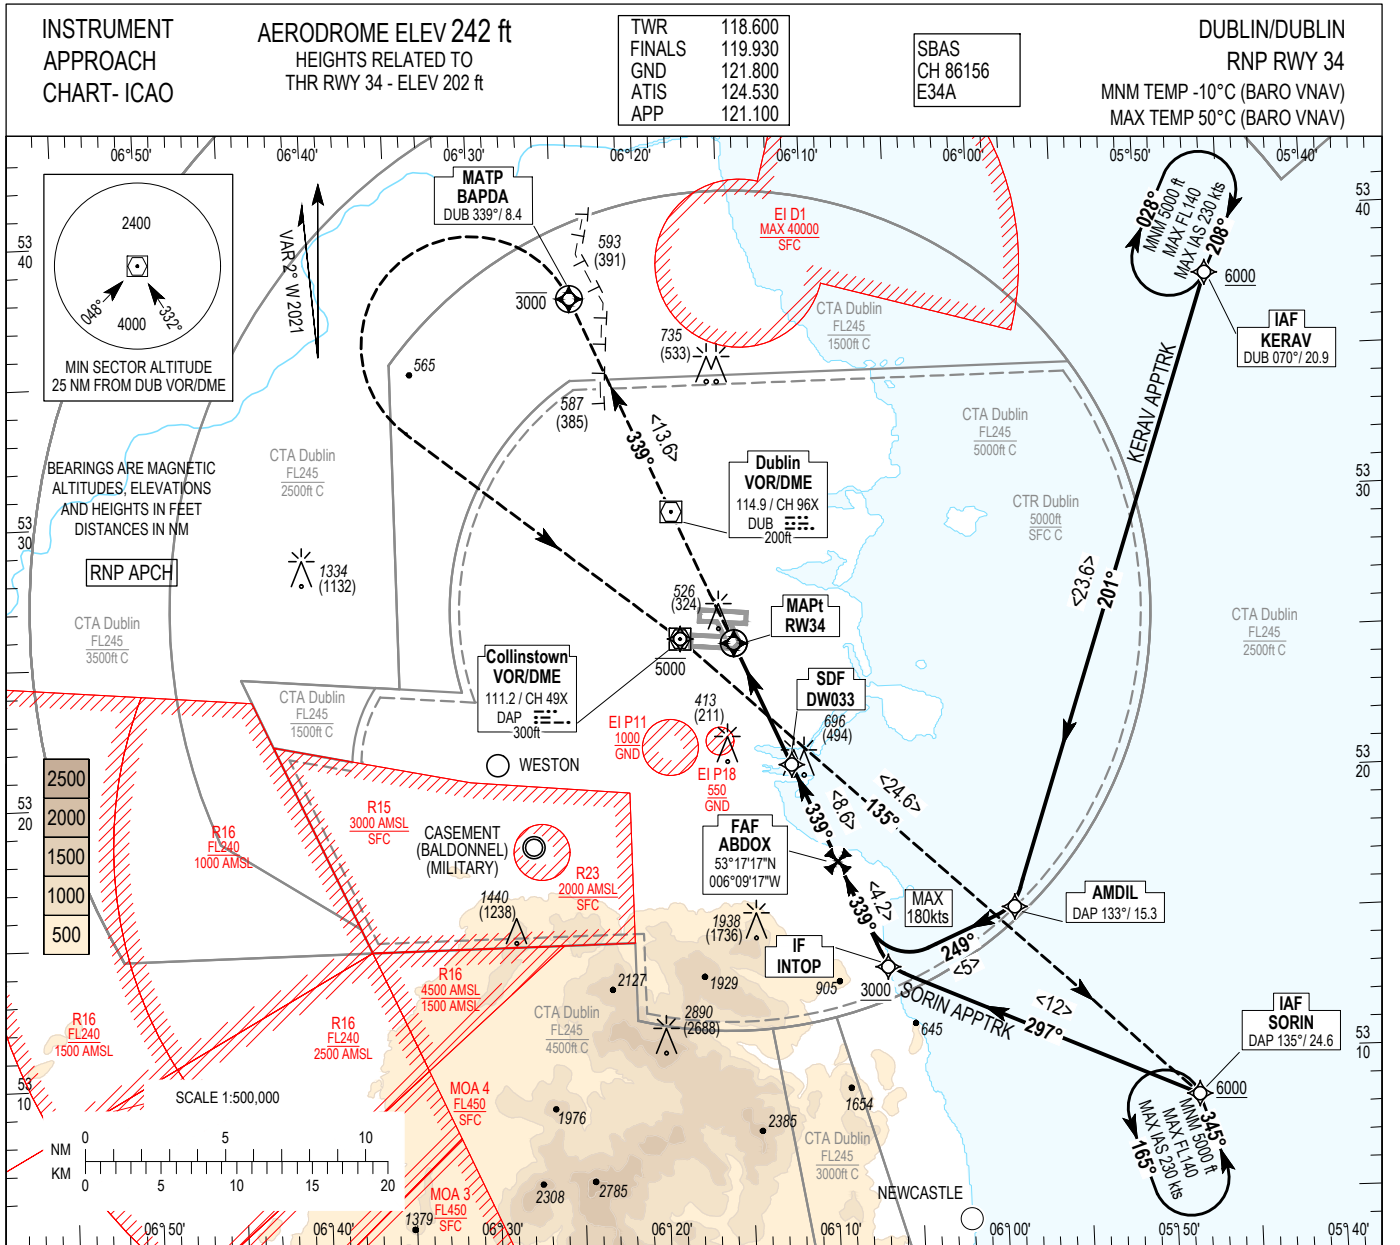 INSTRUMENT
APPROACH
CHART- ICAO
AERODROME ELEV 242 ft
HEIGHTS RELATED TO
THR RWY 34 - ELEV 202 ft
TWR 118.600
FINALS 119.930
GND 121.800
ATIS 124.530
APP 121.100
SBAS
CH 86156
E34A
DUBLIN/DUBLIN
RNP RWY 34
MNM TEMP -10°C (BARO VNAV)
MAX TEMP 50°C (BARO VNAV)
06°50' 06°40' 06°30' 06°20' 06°10' 06°00' 05°50' 05°40'
53
40
53
40
2400
048°
332°
4000
MIN SECTOR ALTITUDE
25 NM FROM DUB VOR/DME
VAR 2° W 2021
MATP
BAPDA
DUB 339°/ 8.4
3000
593
(391)
EI D1
MAX 40000
SFC
028°
MNM 5000 ft
MAX FL140
MAX IAS 230 kts
208°
6000
IAF
KERAV
DUB 070°/ 20.9
CTA Dublin
FL245
1500ft C
735
(533)
565
587
(385)
339°
<13.6>
KERAV APPTRK
CTA Dublin
FL245
5000ft C
BEARINGS ARE MAGNETIC
ALTITUDES, ELEVATIONS
AND HEIGHTS IN FEET
DISTANCES IN NM
CTA Dublin
FL245
2500ft C
Dublin
VOR/DME
114.9 / CH 96X
DUB
200ft
CTR Dublin
5000ft
SFC C
53
30
53
30
RNP APCH
1334
(1132)
526
(324)
<23.6>
201°
MAPt
RW34
CTA Dublin
FL245
3500ft C
CTA Dublin
FL245
2500ft C
5000
Collinstown
VOR/DME
111.2 / CH 49X
DAP
300ft
SDF
DW033
696
(494)
CTA Dublin
FL245
1500ft C
413
(211)
EI P11
1000
GND
EI P18
550
GND
WESTON
53
20
53
20
2500
2000
1500
1000
500
R16
FL240
1000 AMSL
R15
3000 AMSL
SFC
CASEMENT
(BALDONNEL)
(MILITARY)
R23
2000 AMSL
SFC
<24.6>
135°
<8.6>
339°
FAF
ABDOX
53°17'17"N
006°09'17"W
<4.2>
339°
MAX
180kts
AMDIL
DAP 133°/ 15.3
249°
<5>
1440
(1238)
1938
(1736)
IF
INTOP
3000
SORIN APPTRK
<12>
297°
2127
1929
905
645
R16
4500 AMSL
1500 AMSL
R16
FL240
1500 AMSL
R16
FL240
2500 AMSL
CTA Dublin
FL245
4500ft C
2890
(2688)
IAF
SORIN
DAP 135°/ 24.6
6000
53
10
53
10
SCALE 1:500,000
MOA 4
FL450
SFC
1976
2385
1654
345°
MNM 5000 ft
MAX FL140
MAX IAS 230 kts
165°
CTA Dublin
FL245
3000ft C
NM 0 5 10
KM 0 5 10 15 20
MOA 3
FL450
SFC
1379
2308
2785
NEWCASTLE
06°50' 06°40' 06°30' 06°20' 06°10' 06°00' 05°50' 05°40'